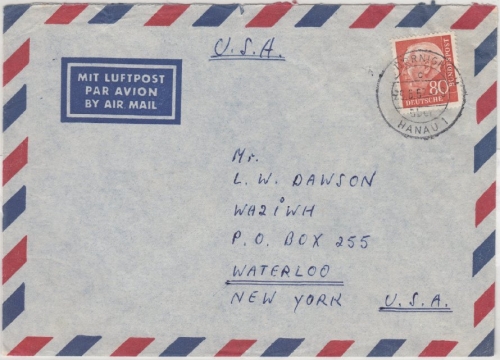 U.S.A.
MIT LUFTPOST
PAR AVION
BY AIR MAIL
80
DEUTSCHE
BUNDESPOST
HANAU 1
Mr.
L. W. DAWSON
WA2IWH
P. O. BOX 255
WATERLOO
NEW YORK U.S.A.